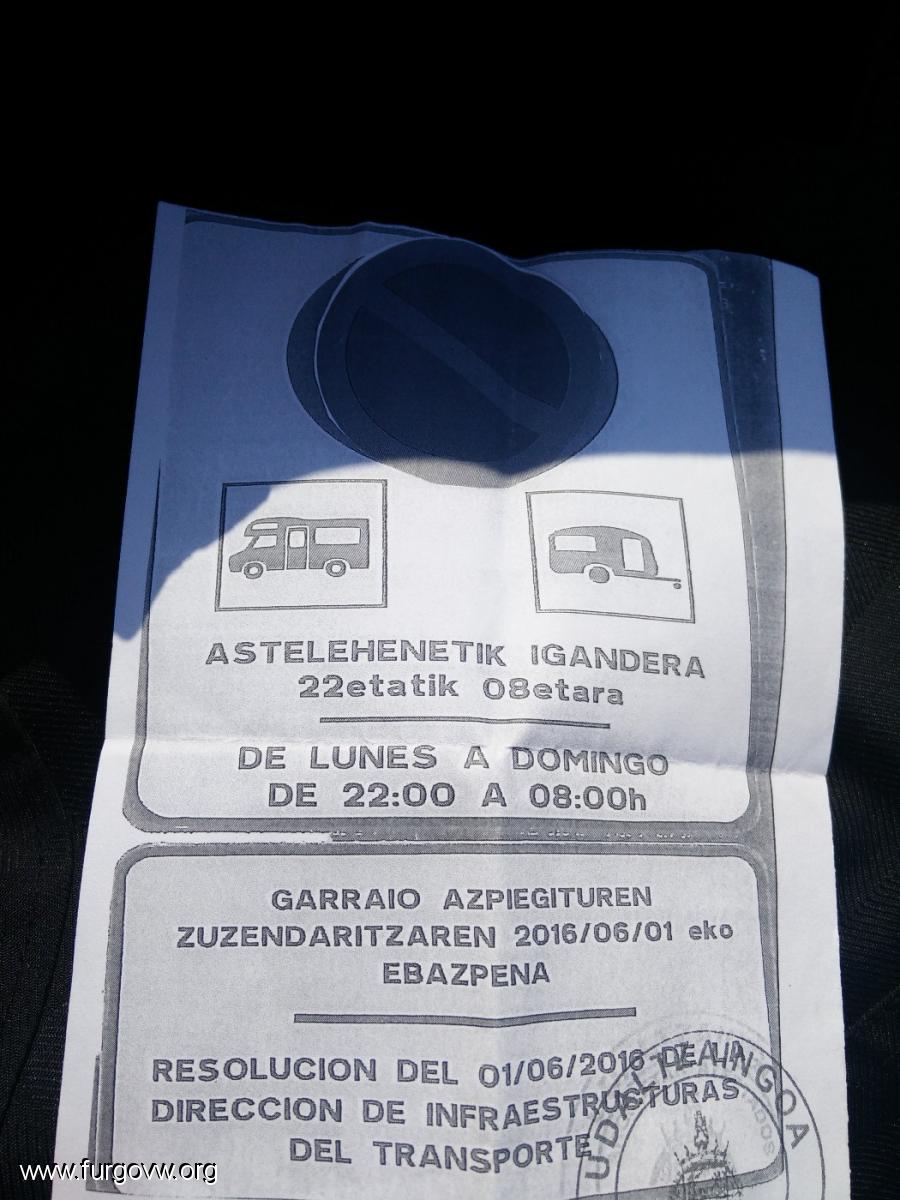 ASTELEHENETIK IGANDERA
22etatik 08etara
DE LUNES A DOMINGO
DE 22:00 A 08:00h
GARRAIO AZPIEGITUREN
ZUZENDARITZAREN 2016/06/01 eko
EBAZPENA
RESOLUCION DEL 01/06/2016 DE LA
DIRECCION DE INFRAESTRUCTURAS
DEL TRANSPORTE
www.furgovw.org